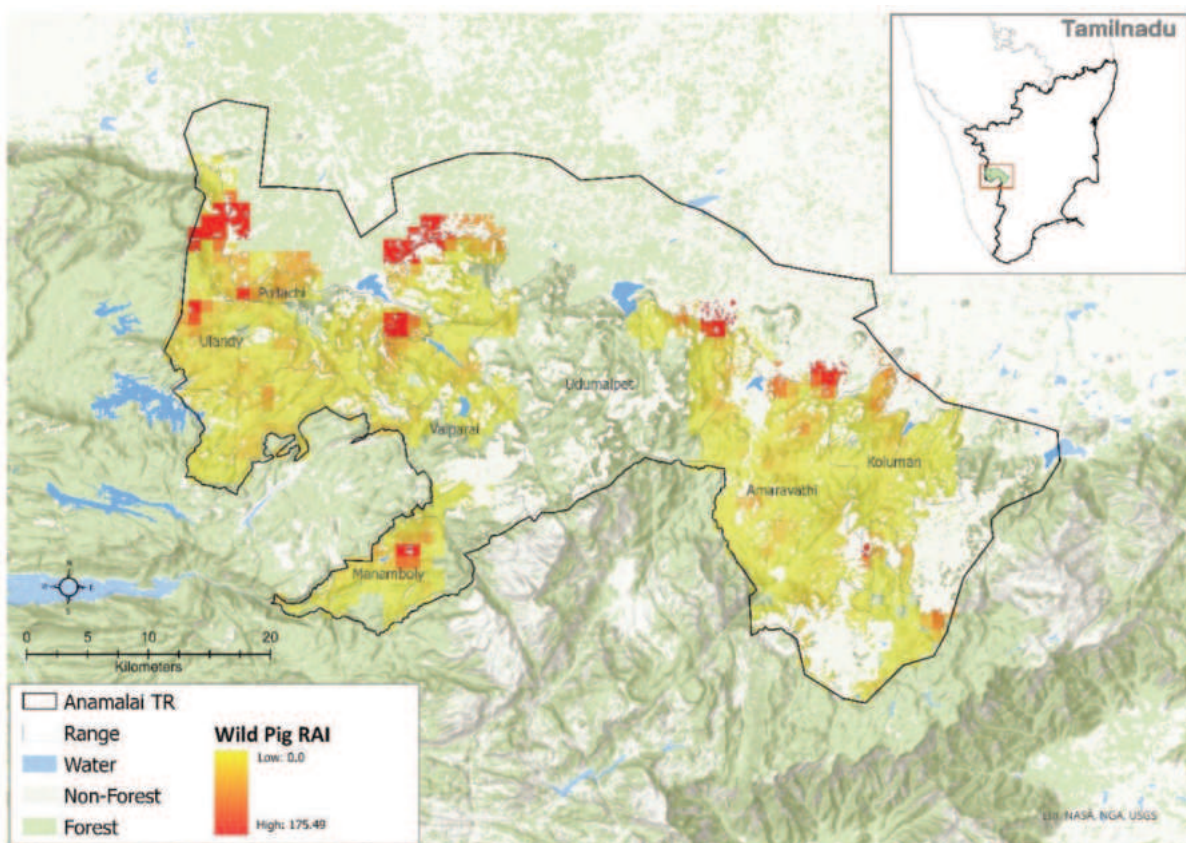 Tamilnadu
Pollachi
Ulandy
Udumalpet
Valparai
Koluman
Amaravathi
Manamboly
0 5 10 20
Kilometers
Anamalai TR
Range
Water
Non-Forest
Forest
Wild Pig RAI
Low: 0.0
High: 175.49
NASA, NGA, USGS